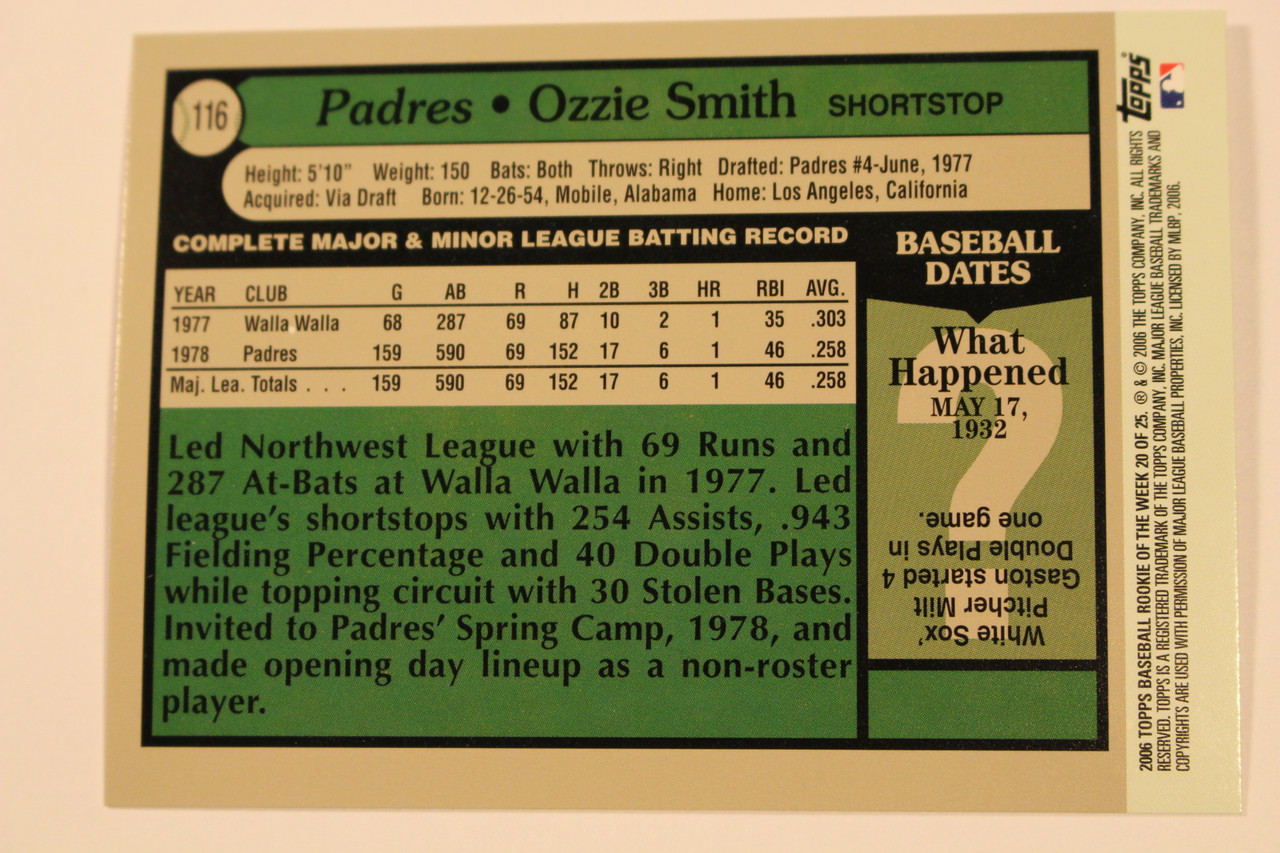 116
Padres • Ozzie Smith SHORTSTOP
Height: 5'10" Weight: 150 Bats: Both Throws: Right Drafted: Padres #4-June, 1977
Acquired: Via Draft Born: 12-26-54, Mobile, Alabama Home: Los Angeles, California
COMPLETE MAJOR & MINOR LEAGUE BATTING RECORD
YEAR CLUB G AB R H 2B 3B HR RBI AVG.
1977 Walla Walla 68 287 69 87 10 2 1 35 .303
1978 Padres 159 590 69 152 17 6 1 46 .258
Maj. Lea. Totals . . . 159 590 69 152 17 6 1 46 .258
Led Northwest League with 69 Runs and
287 At-Bats at Walla Walla in 1977. Led
league's shortstops with 254 Assists, .943
Fielding Percentage and 40 Double Plays
while topping circuit with 30 Stolen Bases.
Invited to Padres' Spring Camp, 1978, and
made opening day lineup as a non-roster
player.
BASEBALL
DATES
What
Happened
MAY 17,
1932
?
White Sox'
Pitcher Milt
Gaston started 4
Double Plays in
one game.
topps®
2006 TOPPS BASEBALL ROOKIE OF THE WEEK 20 OF 25. ® & © 2006 THE TOPPS COMPANY, INC. ALL RIGHTS
RESERVED. TOPPS IS A REGISTERED TRADEMARK OF THE TOPPS COMPANY, INC. MAJOR LEAGUE BASEBALL TRADEMARKS AND
COPYRIGHTS ARE USED WITH PERMISSION OF MAJOR LEAGUE BASEBALL PROPERTIES, INC. LICENSED BY MLBP, 2006.